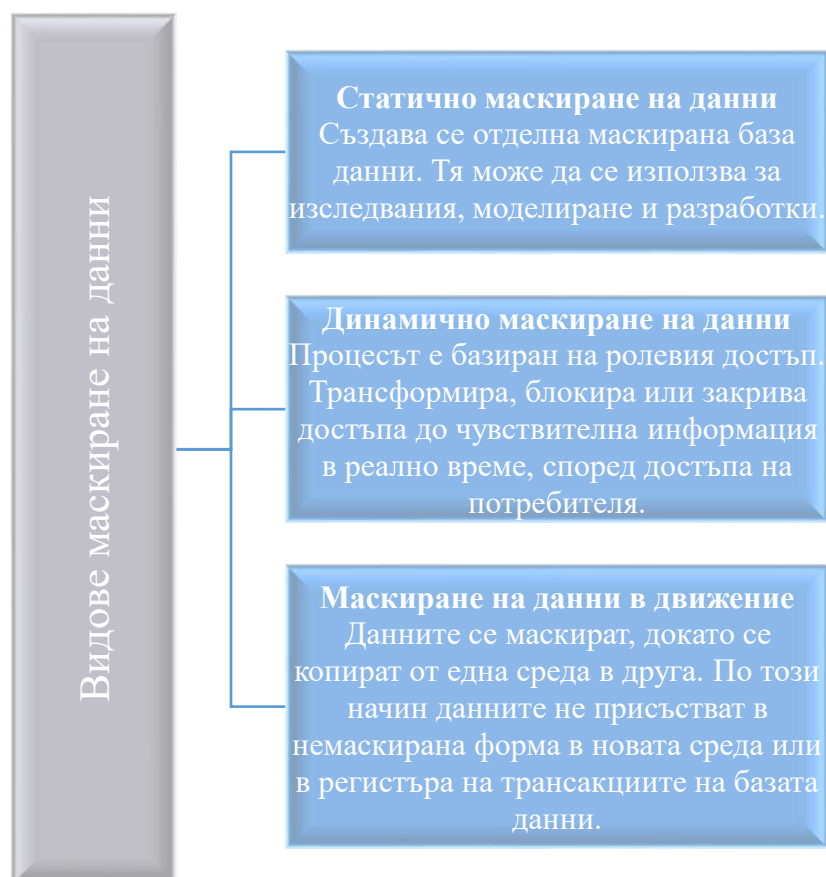 Видове маскиране на данни
Статично маскиране на данни
Създава се отделна маскирана база
данни. Тя може да се използва за
изследвания, моделиране и разработки.
Динамично маскиране на данни
Процесът е базиран на ролевия достъп.
Трансформира, блокира или закрива
достъпа до чувствителна информация
в реално време, според достъпа на
потребителя.
Маскиране на данни в движение
Данните се маскират, докато се
копират от една среда в друга. По този
начин данните не присъстват в
немаскирана форма в новата среда или
в регистъра на трансакциите на базата
данни.